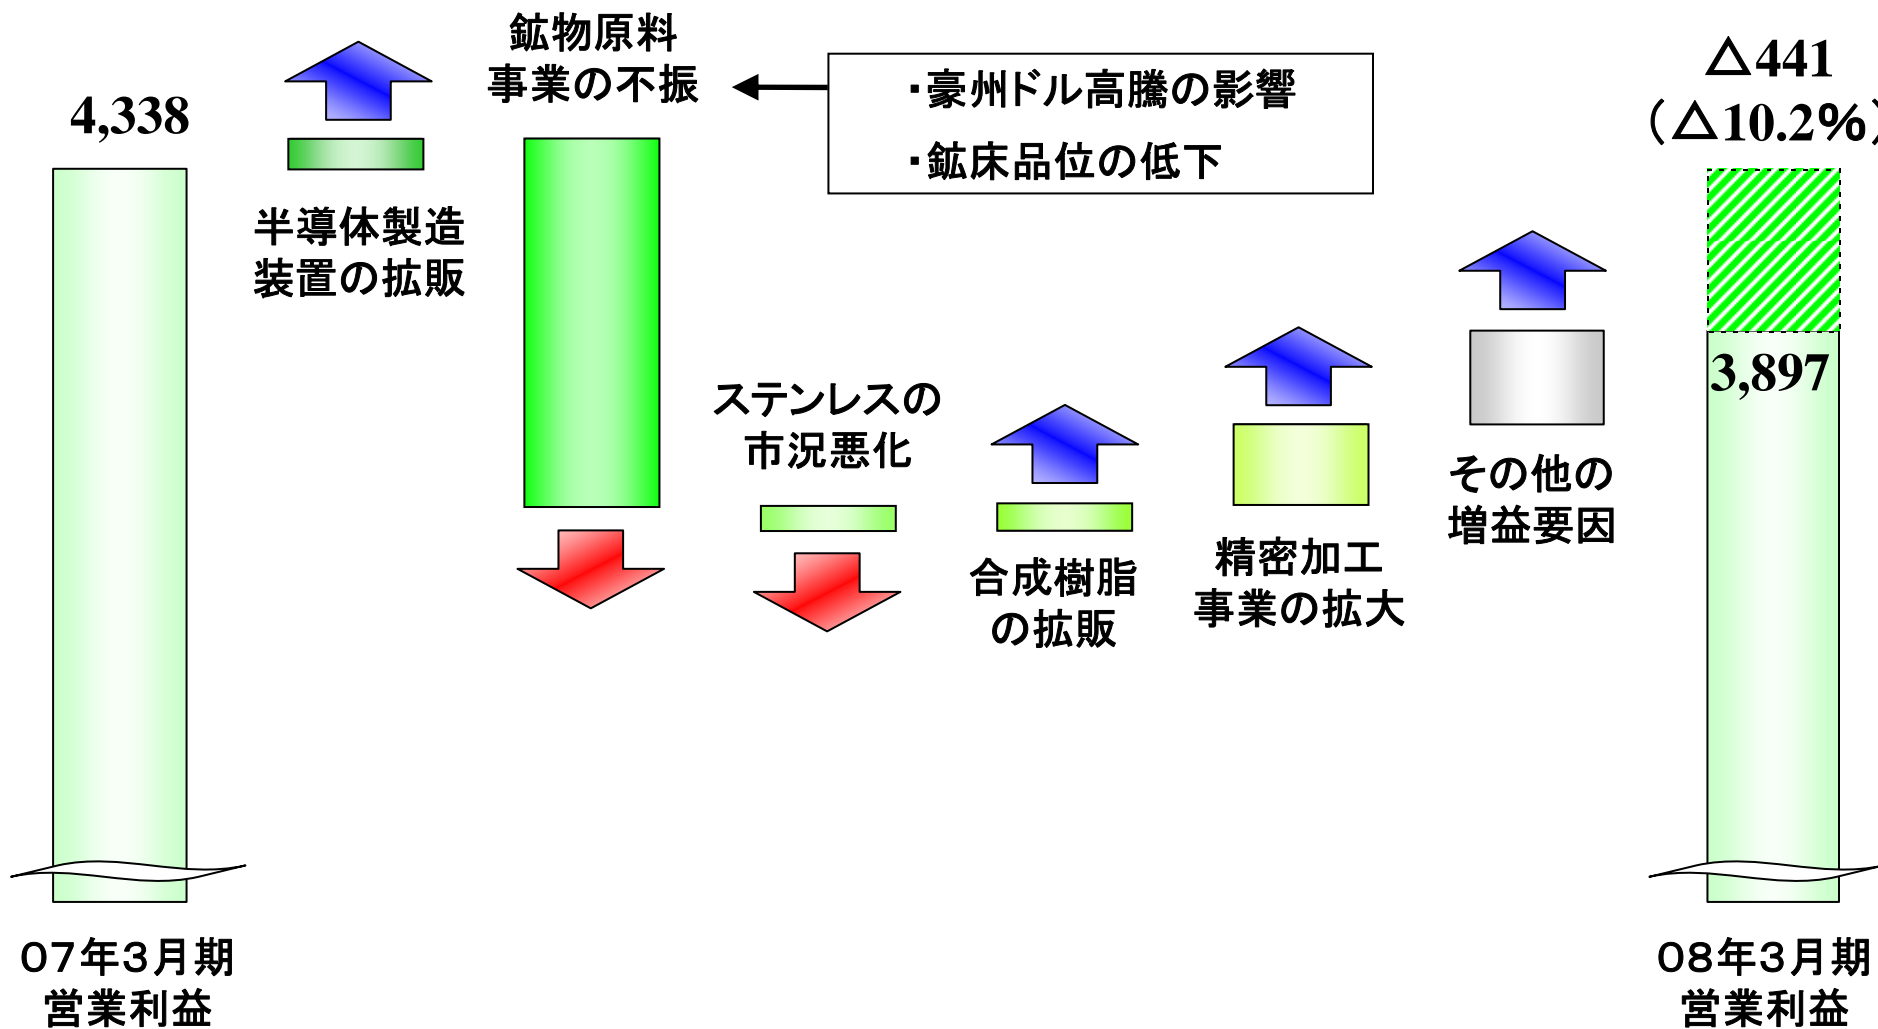 4,338
07年3月期
営業利益
半導体製造
装置の拡販
鉱物原料
事業の不振
・豪州ドル高騰の影響
・鉱床品位の低下
ステンレスの
市況悪化
合成樹脂
の拡販
精密加工
事業の拡大
その他の
増益要因
△441
(△10.2%)
3,897
08年3月期
営業利益